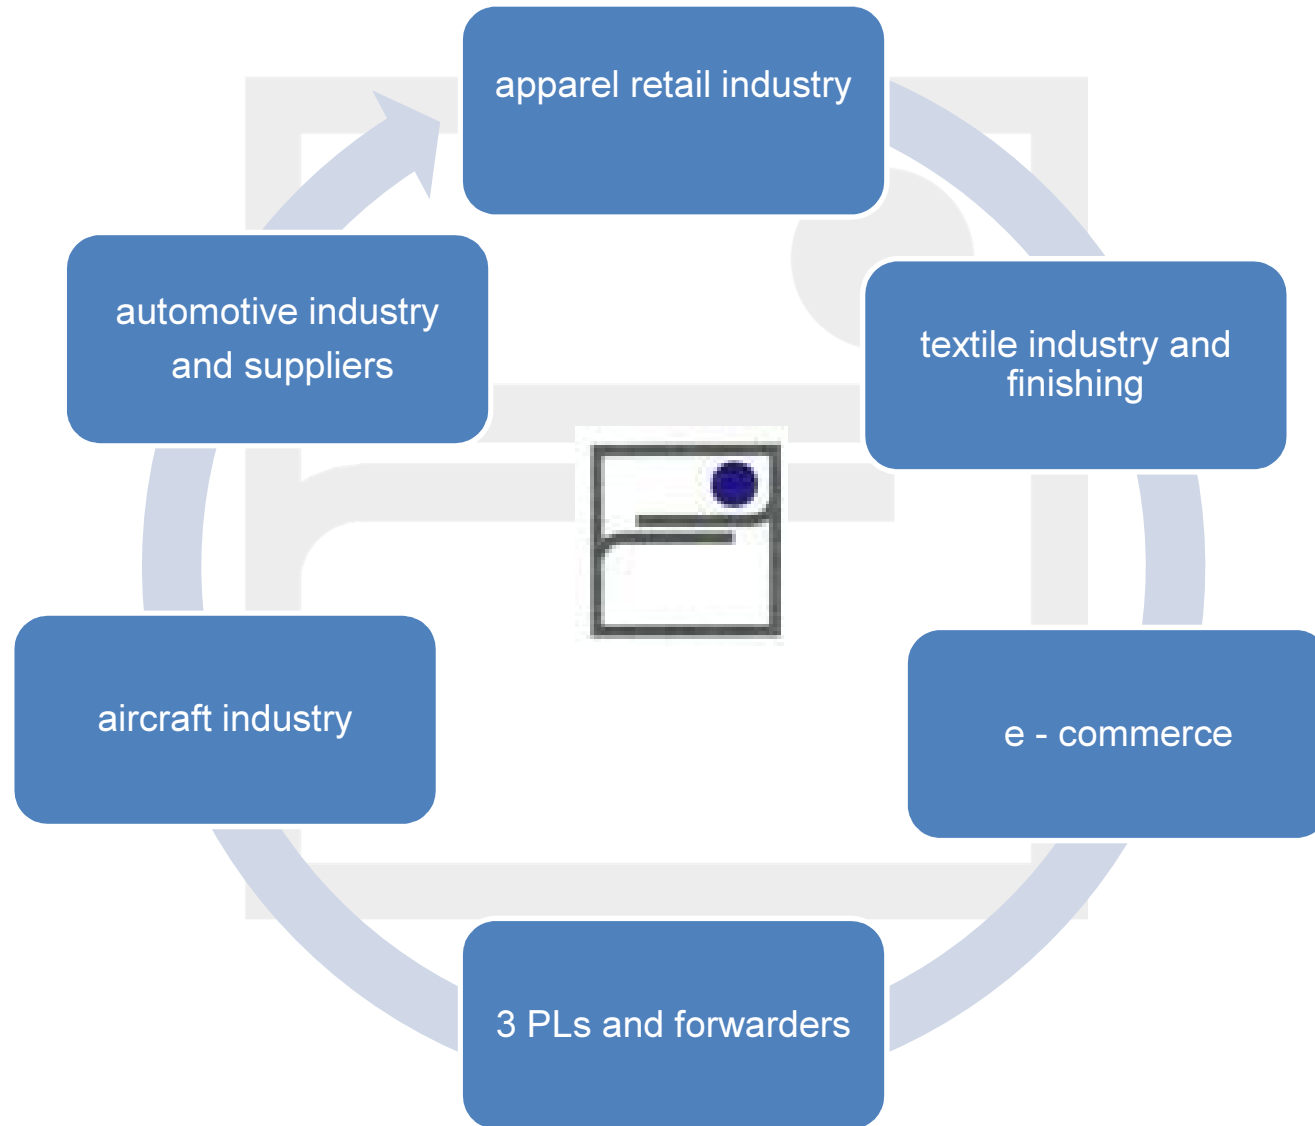 apparel retail industry
automotive industry
and suppliers
textile industry and
finishing
aircraft industry
e - commerce
3 PLs and forwarders